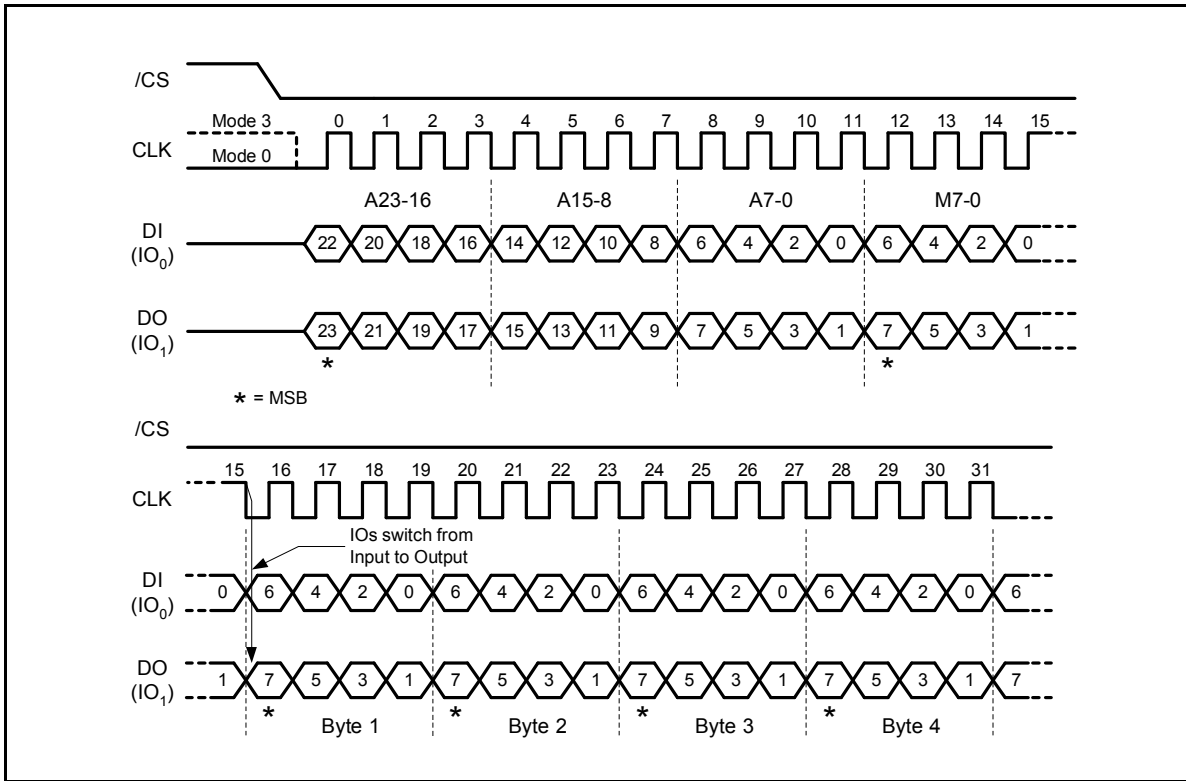 /CS
Mode 3 0 1 2 3 4 5 6 7 8 9 10 11 12 13 14 15
CLK
Mode 0
A23-16 A15-8 A7-0 M7-0
DI
(IO0)
22 20 18 16 14 12 10 8 6 4 2 0 6 4 2 0
DO
(IO1)
23 21 19 17 15 13 11 9 7 5 3 1 7 5 3 1
* *
* = MSB
/CS
15 16 17 18 19 20 21 22 23 24 25 26 27 28 29 30 31
CLK
IOs switch from
Input to Output
DI
(IO0)
0 6 4 2 0 6 4 2 0 6 4 2 0 6 4 2 0 6
DO
(IO1)
1 7 5 3 1 7 5 3 1 7 5 3 1 7 5 3 1 7
* * * *
Byte 1 Byte 2 Byte 3 Byte 4